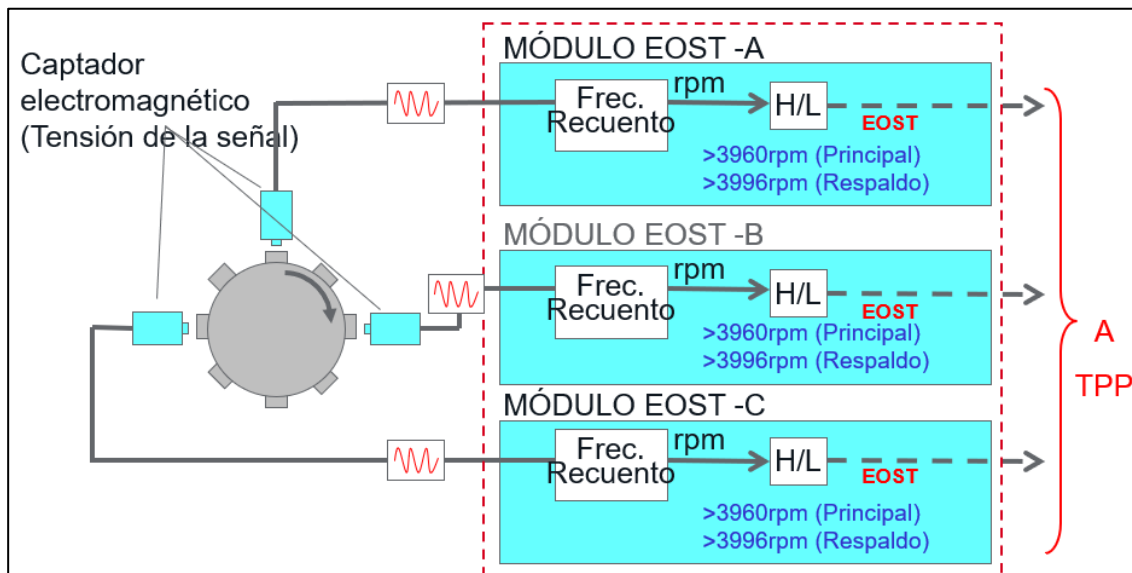 Captador
electromagnético
(Tensión de la señal)
MÓDULO EOST -A
Frec.
Recuento
rpm
H/L
EOST
>3960rpm (Principal)
>3996rpm (Respaldo)
MÓDULO EOST -B
Frec.
Recuento
rpm
H/L
EOST
>3960rpm (Principal)
>3996rpm (Respaldo)
MÓDULO EOST -C
Frec.
Recuento
rpm
H/L
EOST
>3960rpm (Principal)
>3996rpm (Respaldo)
A
TPP